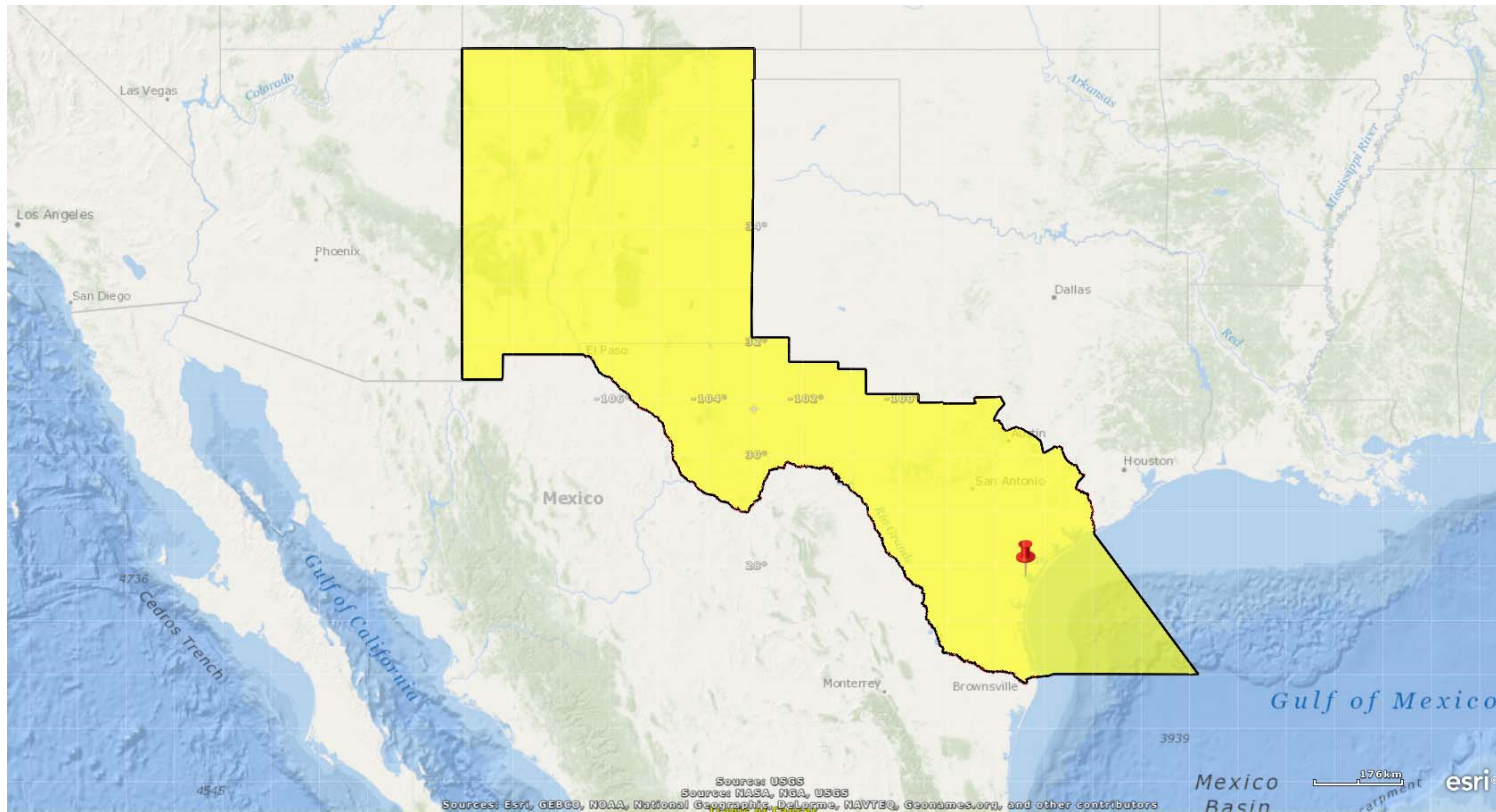 Las Vegas
Colorado
Arkansas
Mississippi River
Los Angeles
34°
Phoenix
Dallas
San Diego
Red
32°
El Paso
-106°
-104°
-102°
-100°
Austin
30°
Houston
San Antonio
Mexico
Rio Grande
28°
4736
Cedros Trench
Gulf of California
Monterrey
Brownsville
Gulf of Mexico
3939
4545
Mexico
Basin
176km
esri
Source: USGS
Source: NASA, NGA, USGS
Sources: Esri, GEBCO, NOAA, National Geographic, DeLorme, NAVTEQ, Geonames.org, and other contributors